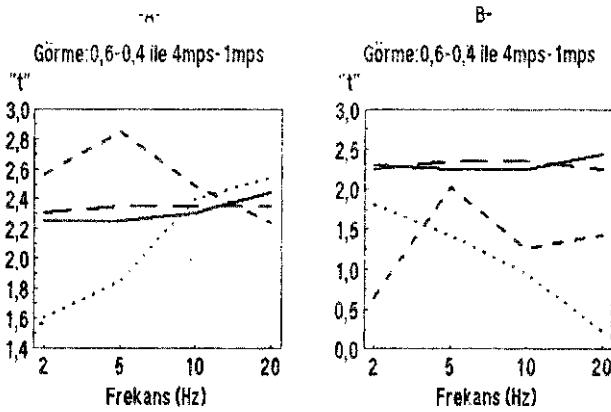 -A-
Görme:0,6-0,4 ile 4mps-1mps
"t"
3,0
2,8
2,6
2,4
2,2
2,0
1,8
1,6
1,4
2 5 10 20
Frekans (Hz)
B-
Görme:0,6-0,4 ile 4mps-1mps
"t"
3,0
2,5
2,0
1,5
1,0
0,5
0,0
2 5 10 20
Frekans (Hz)